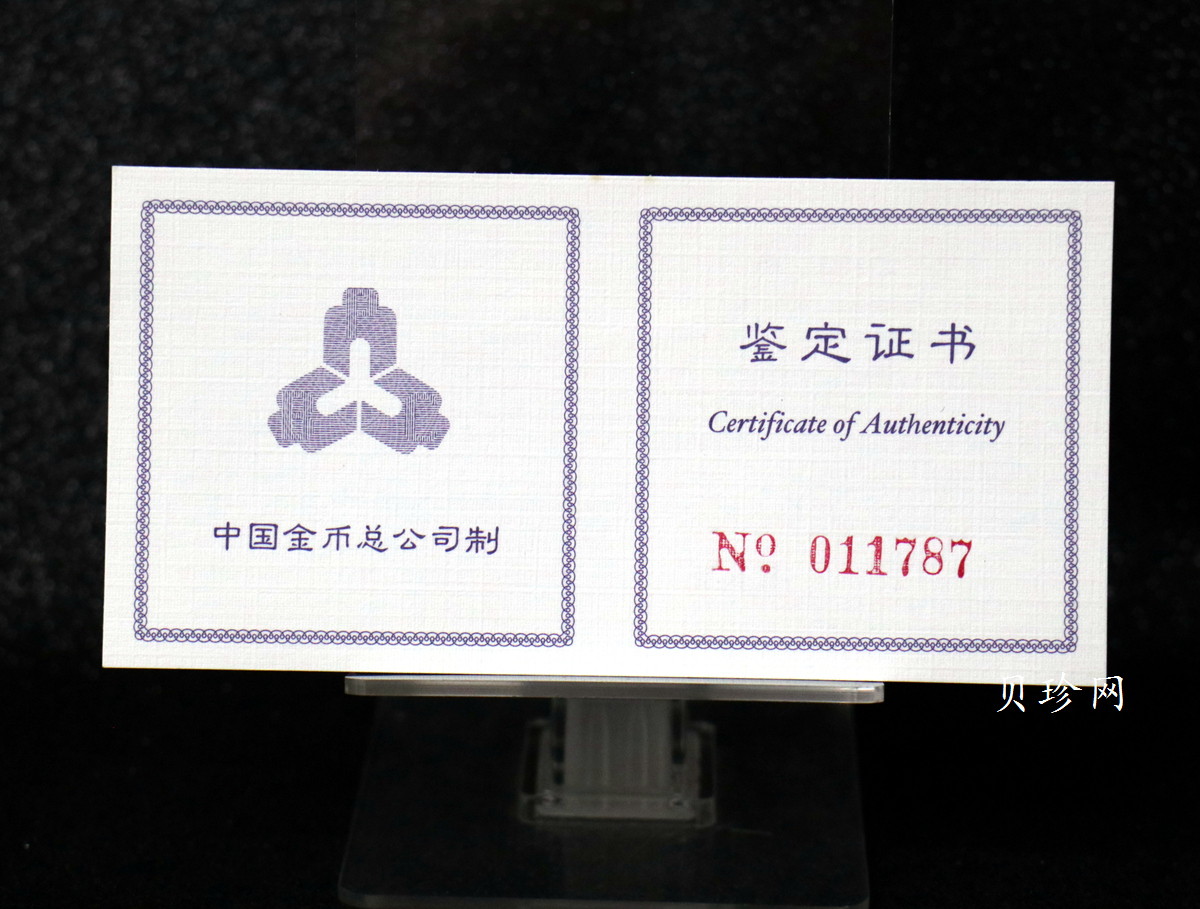 中国金币总公司制
鉴定证书
Certificate of Authenticity
Nº 011787
贝珍网